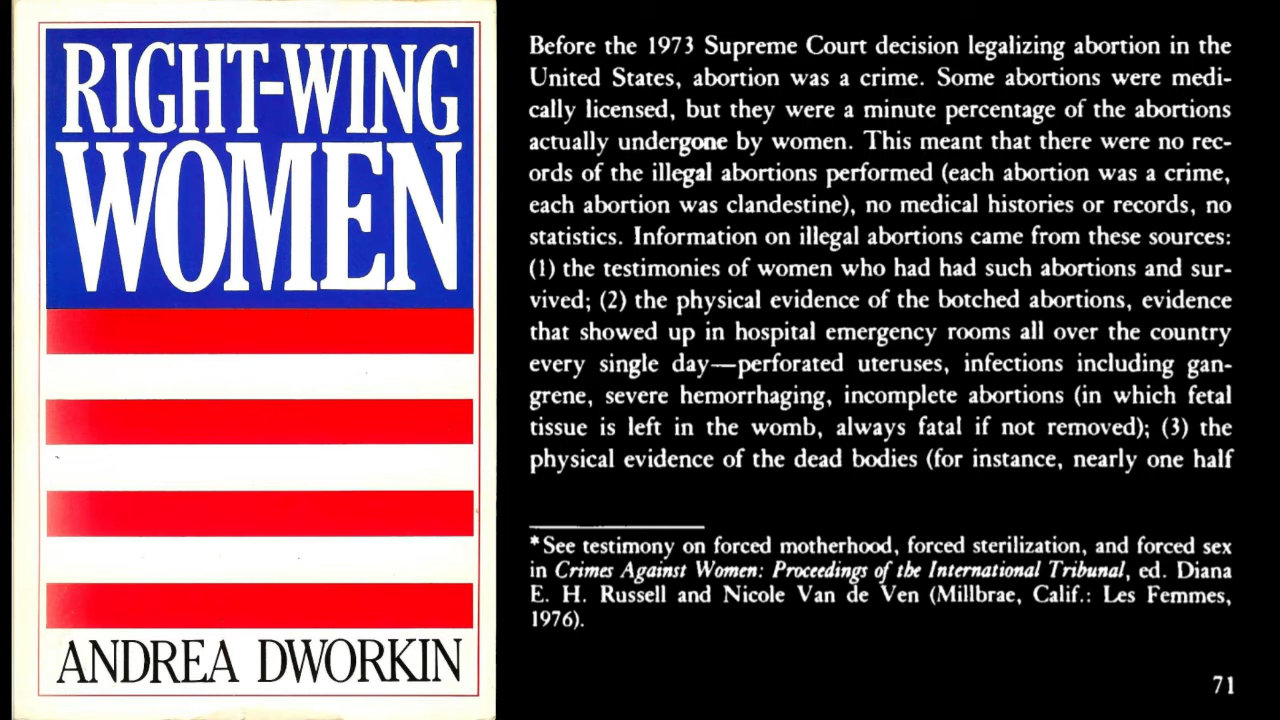 RIGHT-WING
WOMEN
ANDREA DWORKIN
Before the 1973 Supreme Court decision legalizing abortion in the
United States, abortion was a crime. Some abortions were medi-
cally licensed, but they were a minute percentage of the abortions
actually undergone by women. This meant that there were no rec-
ords of the illegal abortions performed (each abortion was a crime,
each abortion was clandestine), no medical histories or records, no
statistics. Information on illegal abortions came from these sources:
(1) the testimonies of women who had had such abortions and sur-
vived; (2) the physical evidence of the botched abortions, evidence
that showed up in hospital emergency rooms all over the country
every single day—perforated uteruses, infections including gan-
grene, severe hemorrhaging, incomplete abortions (in which fetal
tissue is left in the womb, always fatal if not removed); (3) the
physical evidence of the dead bodies (for instance, nearly one half
*See testimony on forced motherhood, forced sterilization, and forced sex
in Crimes Against Women: Proceedings of the International Tribunal, ed. Diana
E. H. Russell and Nicole Van de Ven (Millbrae, Calif.: Les Femmes,
1976).
71